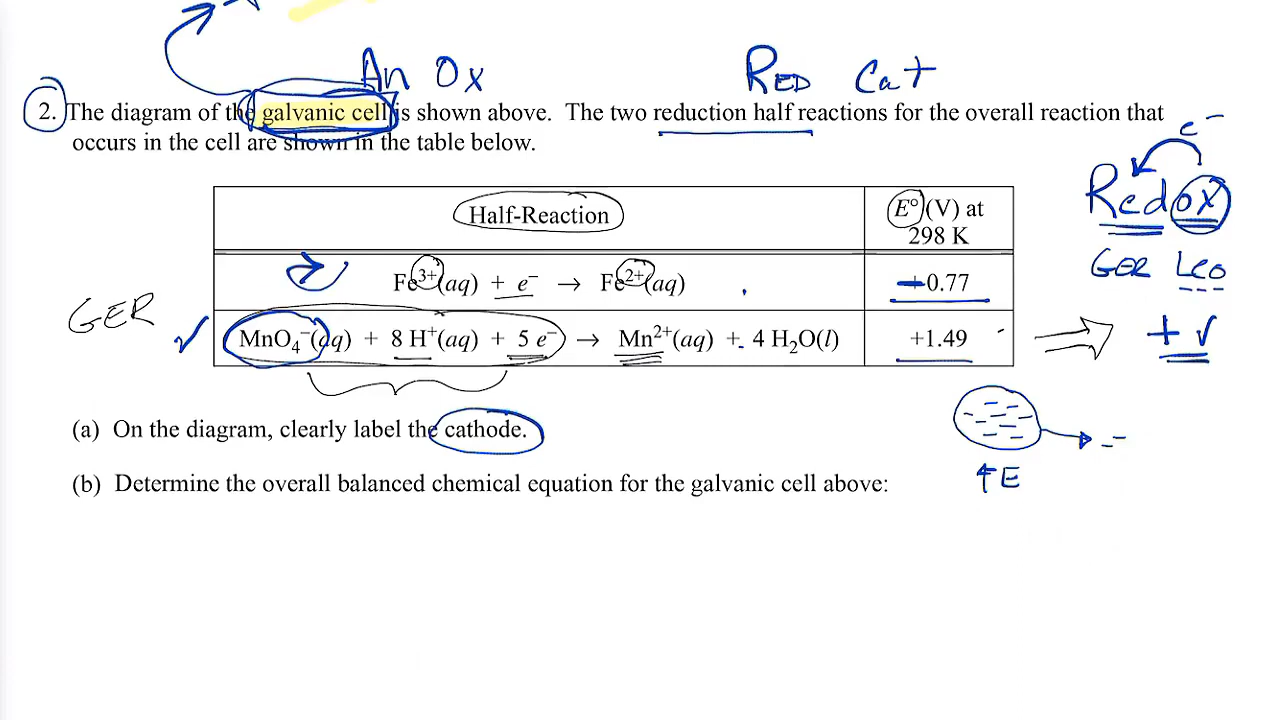 An Ox RED Cat
2. The diagram of the galvanic cell is shown above. The two reduction half reactions for the overall reaction that
occurs in the cell are shown in the table below.
e⁻
Redox
GER LEO
Half-Reaction E° (V) at 298 K
Fe³⁺(aq) + e⁻ → Fe²⁺(aq) +0.77
GER
MnO₄⁻(aq) + 8 H⁺(aq) + 5 e⁻ → Mn²⁺(aq) + 4 H₂O(l) +1.49
+ V
(a) On the diagram, clearly label the cathode.
↑E
(b) Determine the overall balanced chemical equation for the galvanic cell above: